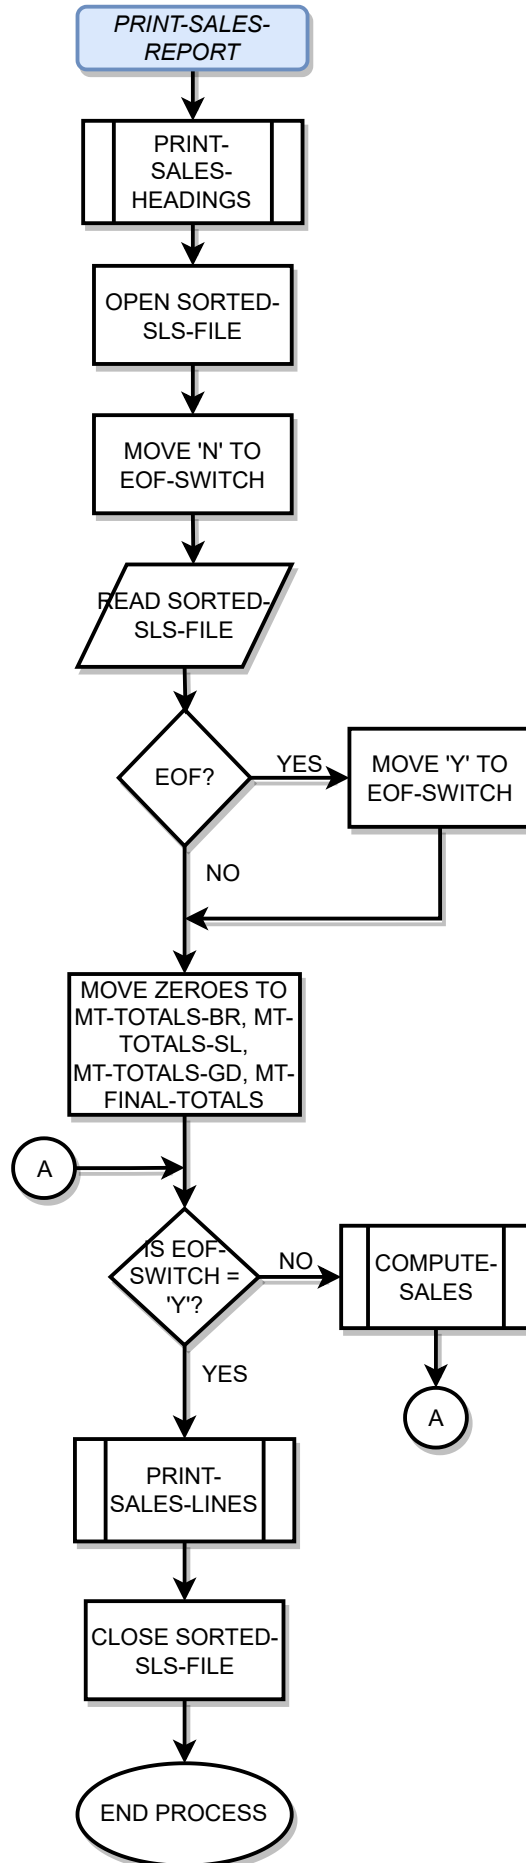 PRINT-SALES-
REPORT
PRINT-
SALES-
HEADINGS
OPEN SORTED-
SLS-FILE
MOVE 'N' TO
EOF-SWITCH
READ SORTED-
SLS-FILE
EOF?
YES
MOVE 'Y' TO
EOF-SWITCH
NO
MOVE ZEROES TO
MT-TOTALS-BR, MT-
TOTALS-SL,
MT-TOTALS-GD, MT-
FINAL-TOTALS
A
IS EOF-
SWITCH =
'Y'?
NO
COMPUTE-
SALES
YES
A
PRINT-
SALES-LINES
CLOSE SORTED-
SLS-FILE
END PROCESS